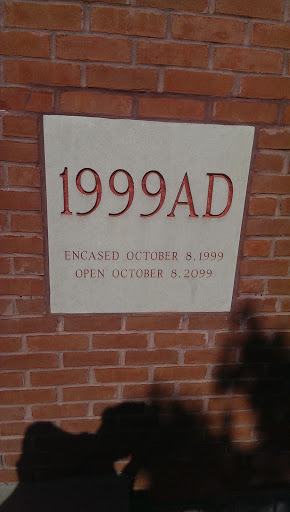 1999AD
ENCASED OCTOBER 8.1999
OPEN OCTOBER 8.2099